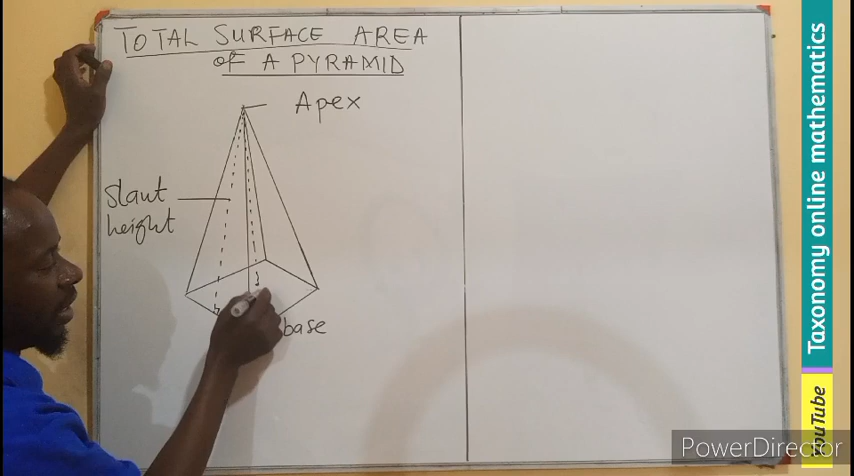 TOTAL SURFACE AREA
of A PYRAMID
Apex
Slant
height
base
Taxonomy online mathematics
YouTube
PowerDirector